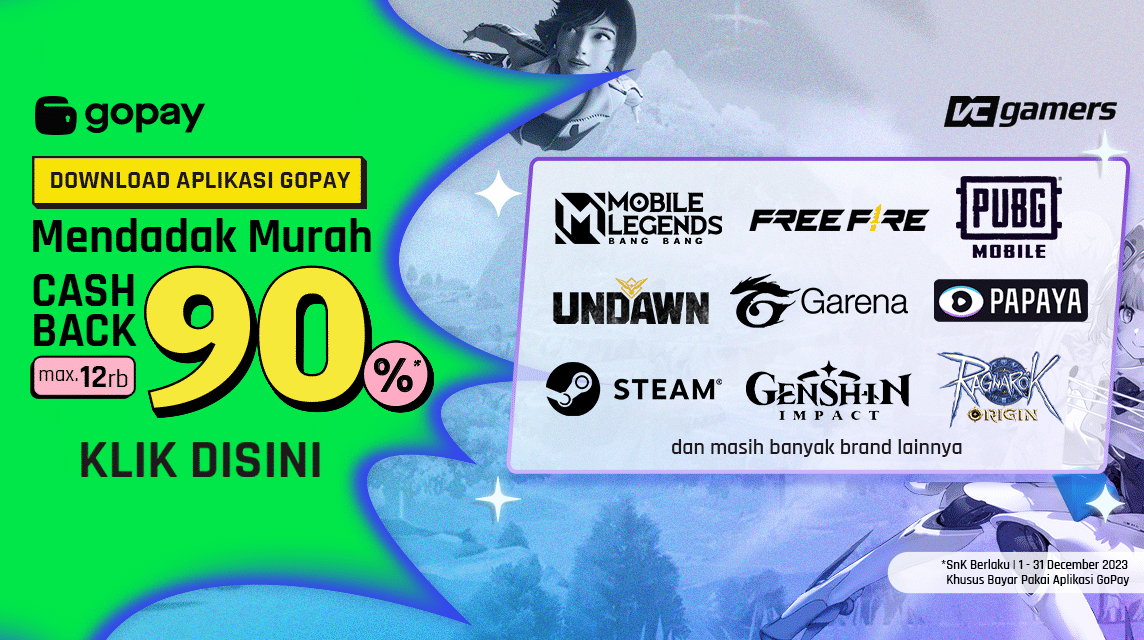 gopay
DOWNLOAD APLIKASI GOPAY
Mendadak Murah
CASH
BACK
max.12rb
90
%*
KLIK DISINI
VCgamers
MOBILE
LEGENDS
BANG BANG
FREE FIRE
PUBG
MOBILE
UNDAWN
Garena
PAPAYA
STEAM®
GENSHIN
IMPACT
RAGNAROK
ORIGIN
dan masih banyak brand lainnya
*SnK Berlaku | 1 - 31 December 2023
Khusus Bayar Pakai Aplikasi GoPay